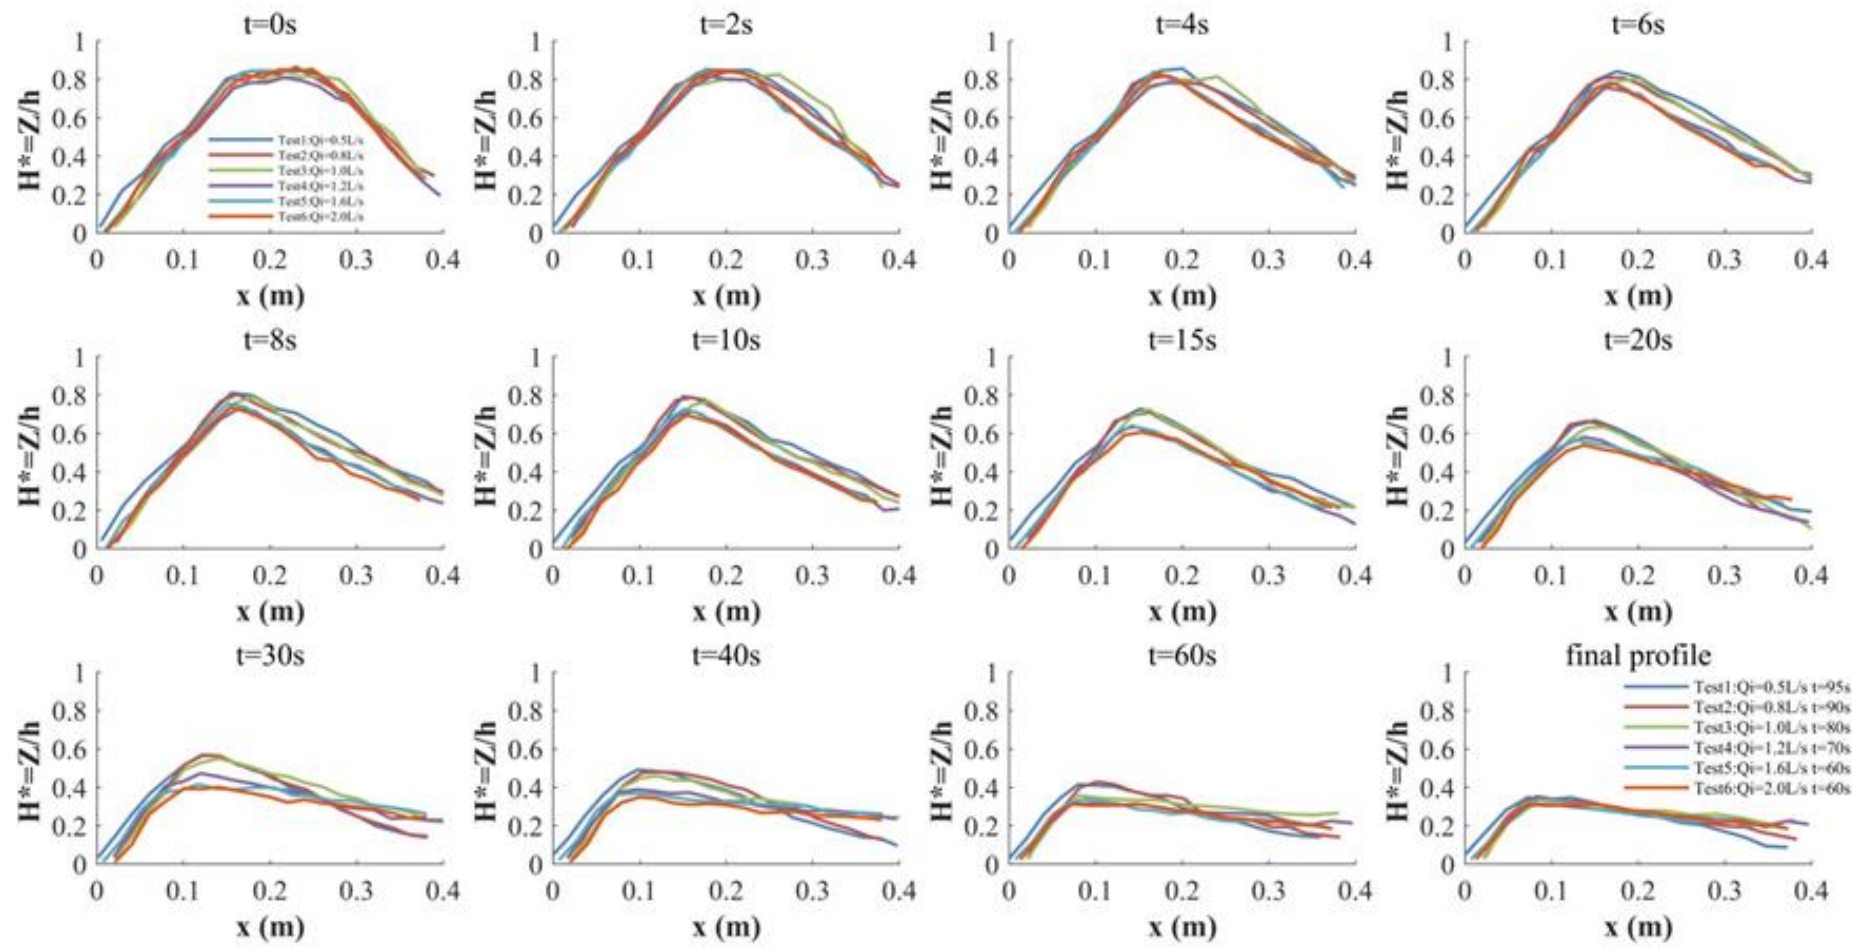 t=0s
t=2s
t=4s
t=6s
1
1
1
1
0.8
0.8
0.8
0.8
0.6
0.6
0.6
0.6
0.4
0.4
0.4
0.4
0.2
0.2
0.2
0.2
0
0
0
0
H*=Z/h
H*=Z/h
H*=Z/h
H*=Z/h
Test1:Qi=0.5L/s
Test2:Qi=0.8L/s
Test3:Qi=1.0L/s
Test4:Qi=1.2L/s
Test5:Qi=1.6L/s
Test6:Qi=2.0L/s
0 0.1 0.2 0.3 0.4
0 0.1 0.2 0.3 0.4
0 0.1 0.2 0.3 0.4
0 0.1 0.2 0.3 0.4
x (m)
x (m)
x (m)
x (m)
t=8s
t=10s
t=15s
t=20s
1
1
1
1
0.8
0.8
0.8
0.8
0.6
0.6
0.6
0.6
0.4
0.4
0.4
0.4
0.2
0.2
0.2
0.2
0
0
0
0
H*=Z/h
H*=Z/h
H*=Z/h
H*=Z/h
0 0.1 0.2 0.3 0.4
0 0.1 0.2 0.3 0.4
0 0.1 0.2 0.3 0.4
0 0.1 0.2 0.3 0.4
x (m)
x (m)
x (m)
x (m)
t=30s
t=40s
t=60s
final profile
1
1
1
1
0.8
0.8
0.8
0.8
0.6
0.6
0.6
0.6
0.4
0.4
0.4
0.4
0.2
0.2
0.2
0.2
0
0
0
0
H*=Z/h
H*=Z/h
H*=Z/h
H*=Z/h
Test1:Qi=0.5L/s t=95s
Test2:Qi=0.8L/s t=90s
Test3:Qi=1.0L/s t=80s
Test4:Qi=1.2L/s t=70s
Test5:Qi=1.6L/s t=60s
Test6:Qi=2.0L/s t=60s
0 0.1 0.2 0.3 0.4
0 0.1 0.2 0.3 0.4
0 0.1 0.2 0.3 0.4
0 0.1 0.2 0.3 0.4
x (m)
x (m)
x (m)
x (m)